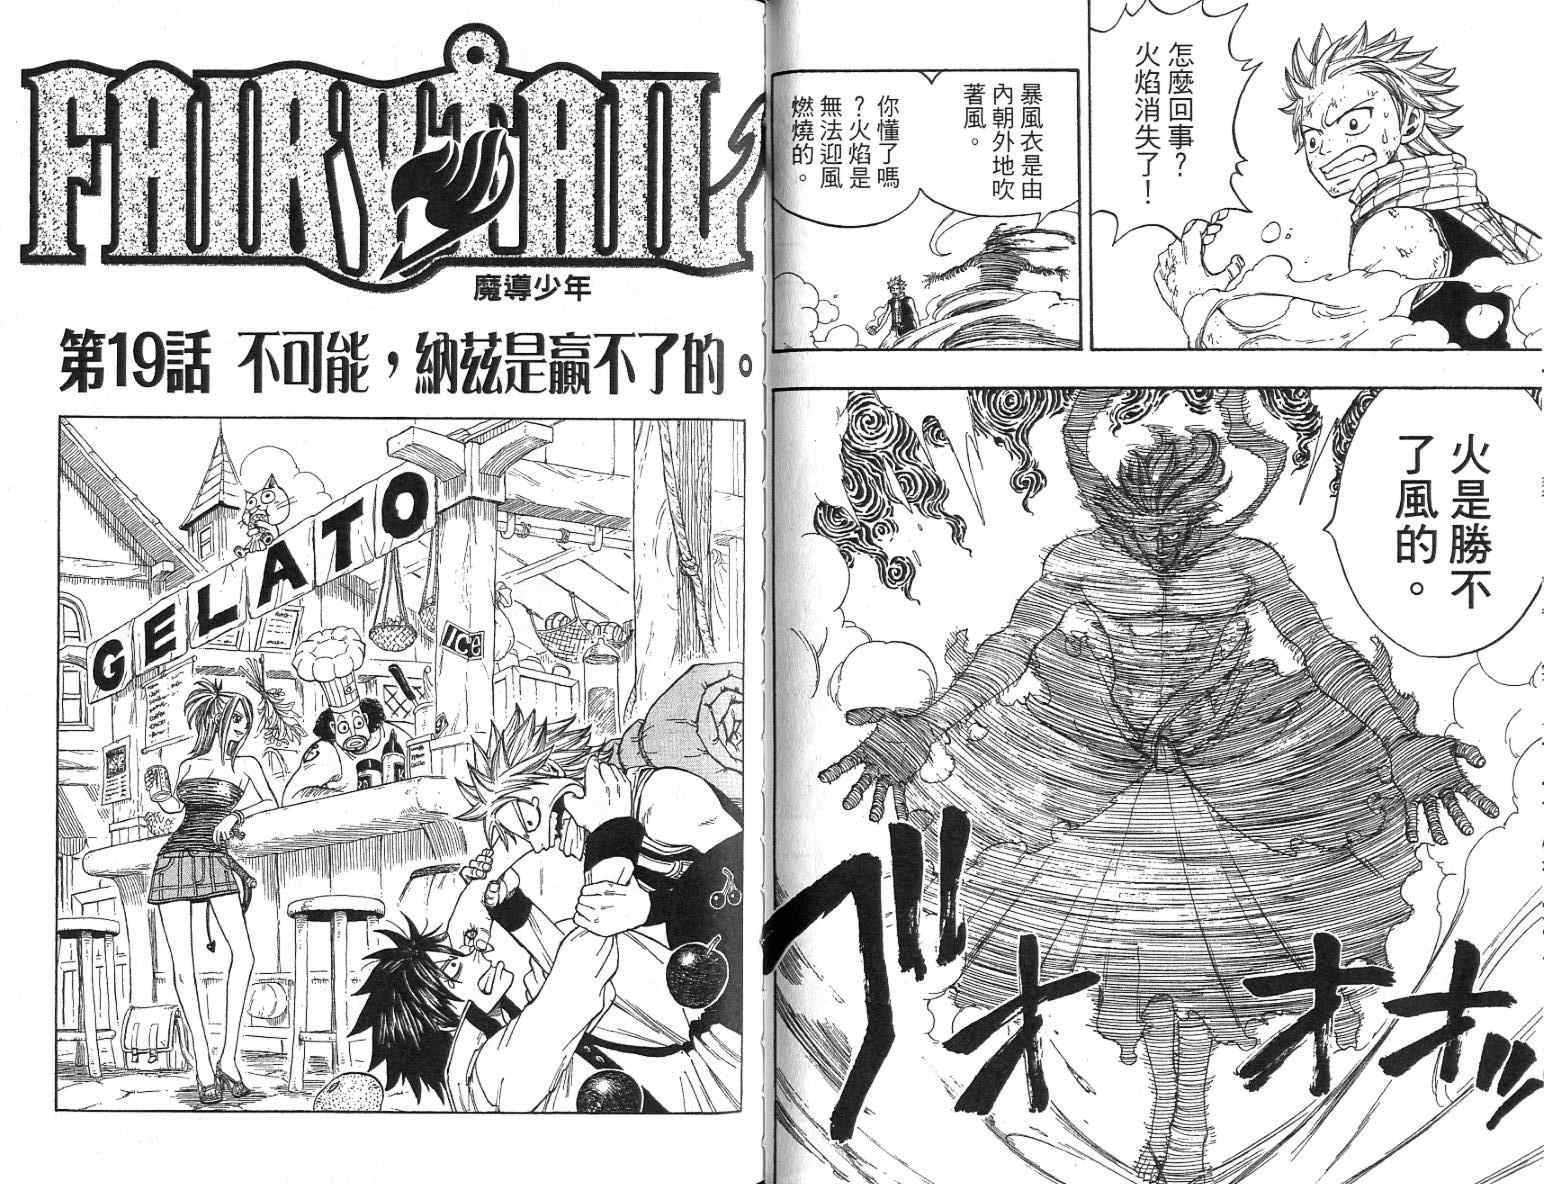 怎麼回事？
火焰消失了！
暴風衣是由
內朝外地吹
著風。
你懂了嗎
？火焰是
無法迎風
燃燒的。
火是勝不
了風的。
ブオオオッ
FAIRY TAIL
魔導少年
第19話 不可能，納茲是贏不了的。
GELATO
ICE